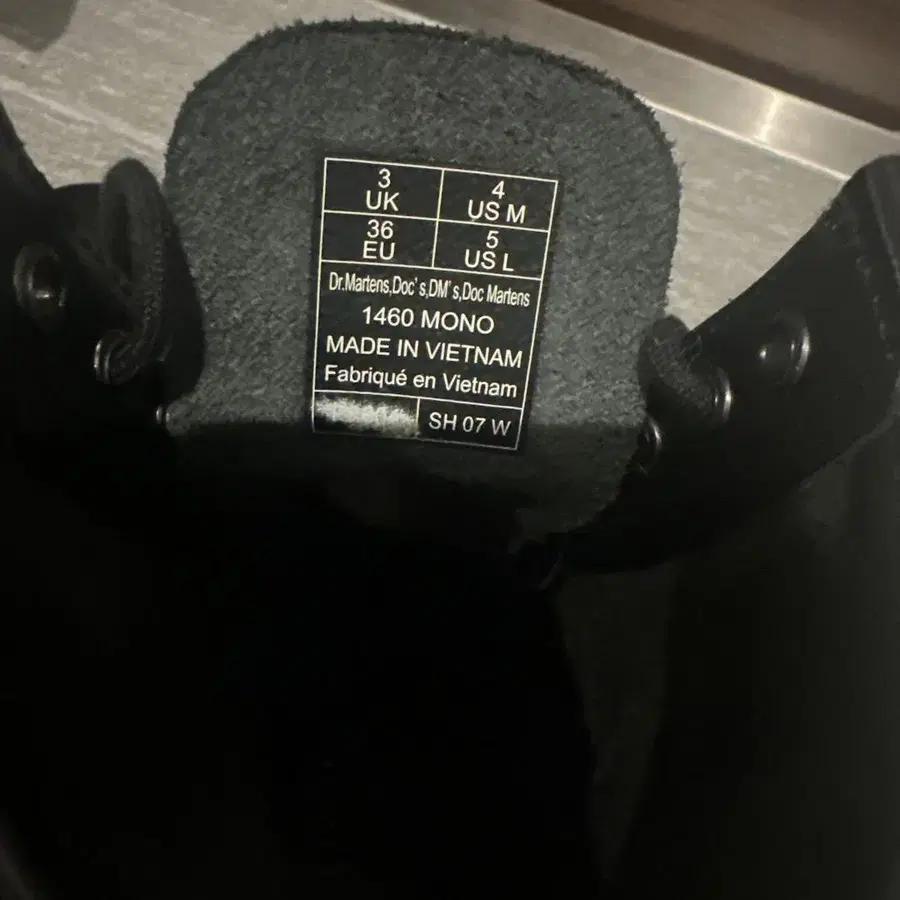 3
UK
4
US M
36
EU
5
US L
Dr.Martens,Doc's,DM's,Doc Martens
1460 MONO
MADE IN VIETNAM
Fabriqué en Vietnam
SH 07 W